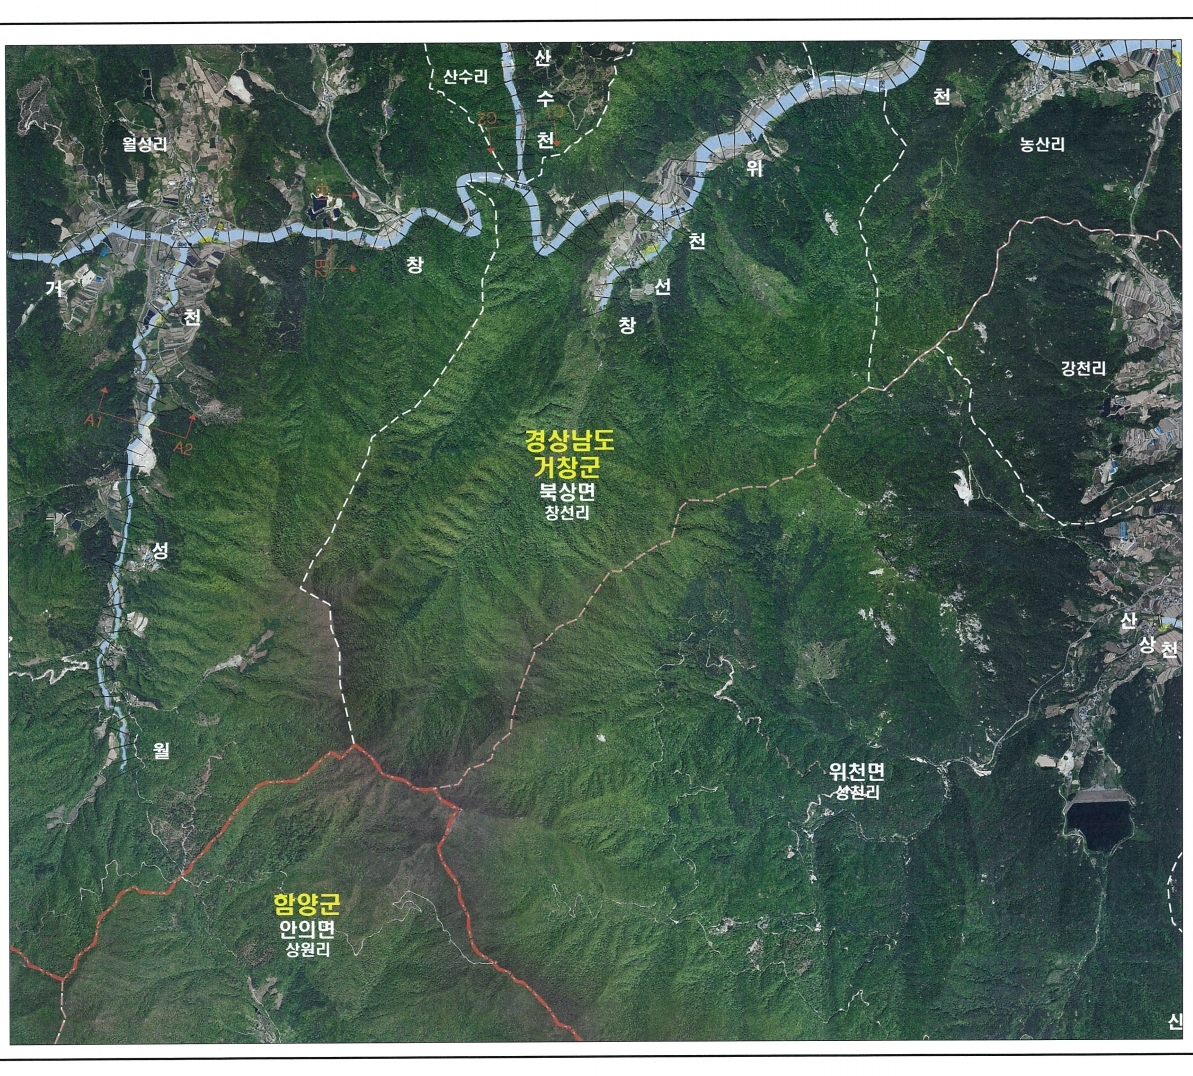 산수리
산
수
천
C2
천
월성리
농산리
위
천
거
창
B2
선
창
천
강천리
A1
A2
경상남도
거창군
북상면
창선리
성
산
상
천
월
위천면
상천리
함양군
안의면
상원리
신